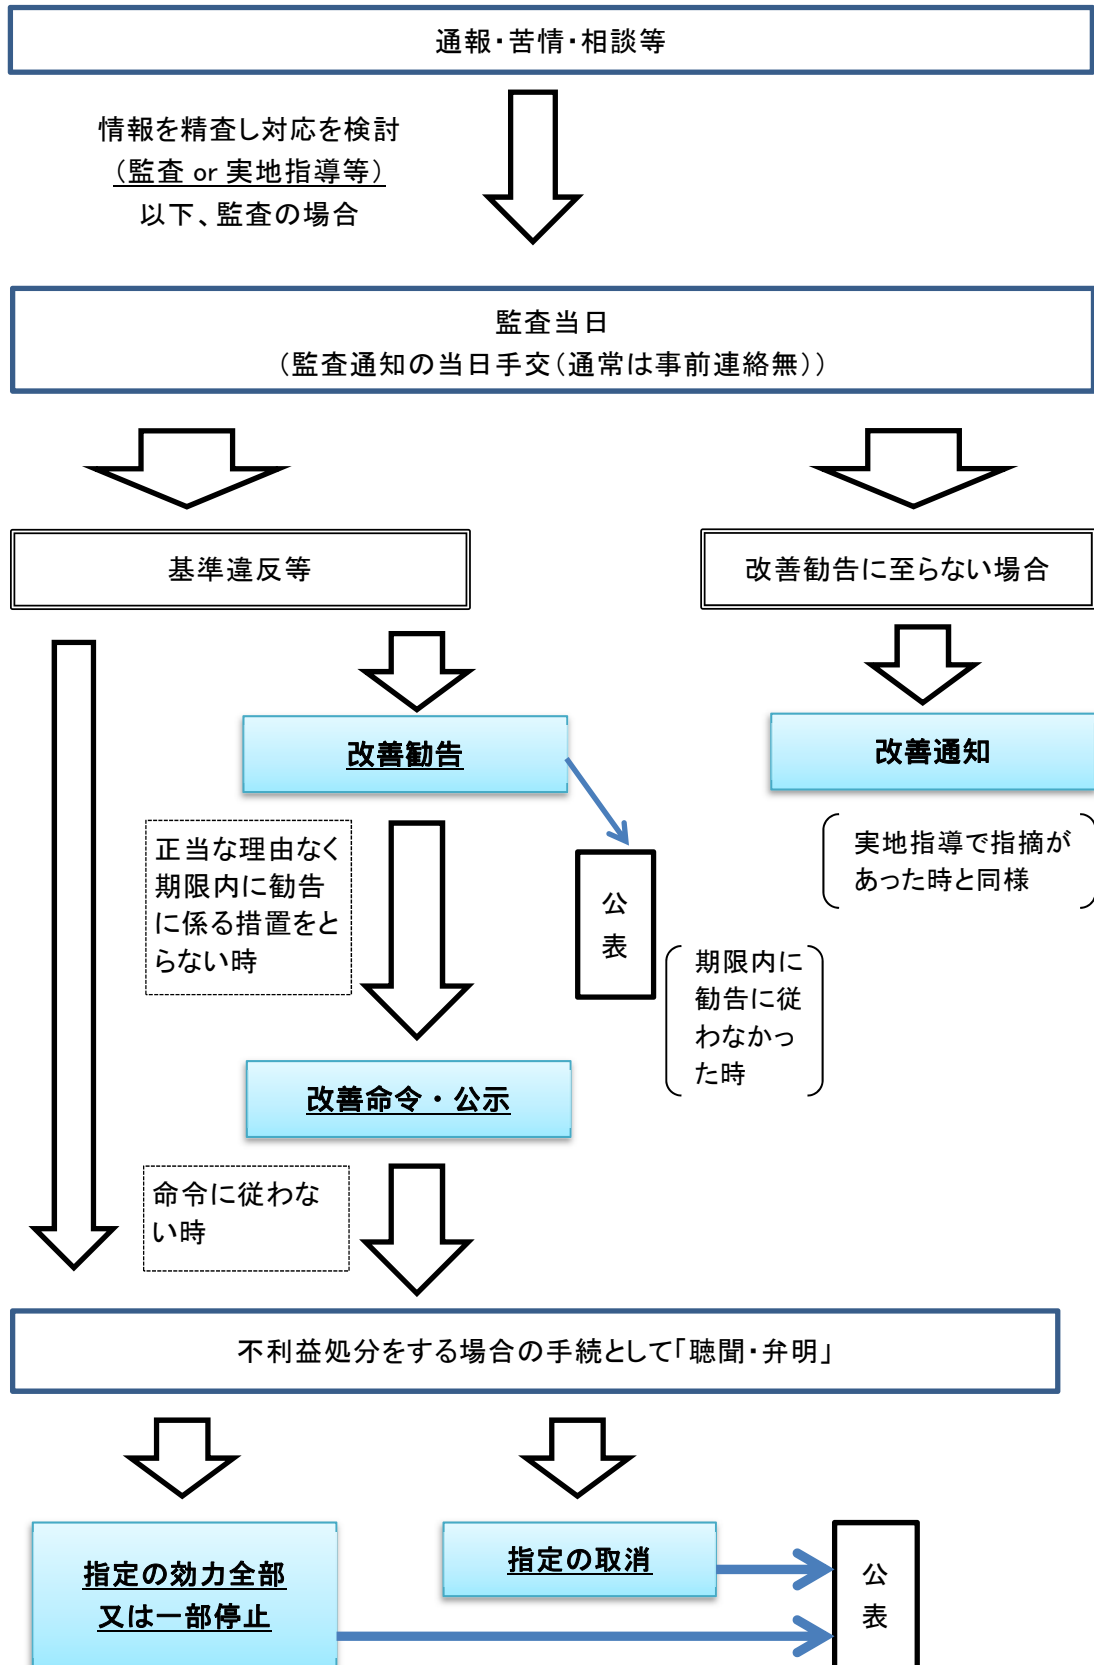 通報・苦情・相談等
情報を精査し対応を検討
（監査 or 実地指導等）
以下、監査の場合
監査当日
（監査通知の当日手交（通常は事前連絡無））
基準違反等
改善勧告に至らない場合
改善勧告
改善通知
正当な理由なく
期限内に勧告
に係る措置をと
らない時
実地指導で指摘が
あった時と同様
公
表
期限内に
勧告に従
わなかっ
た時
改善命令・公示
命令に従わな
い時
不利益処分をする場合の手続として「聴聞・弁明」
指定の効力全部
又は一部停止
指定の取消
公
表